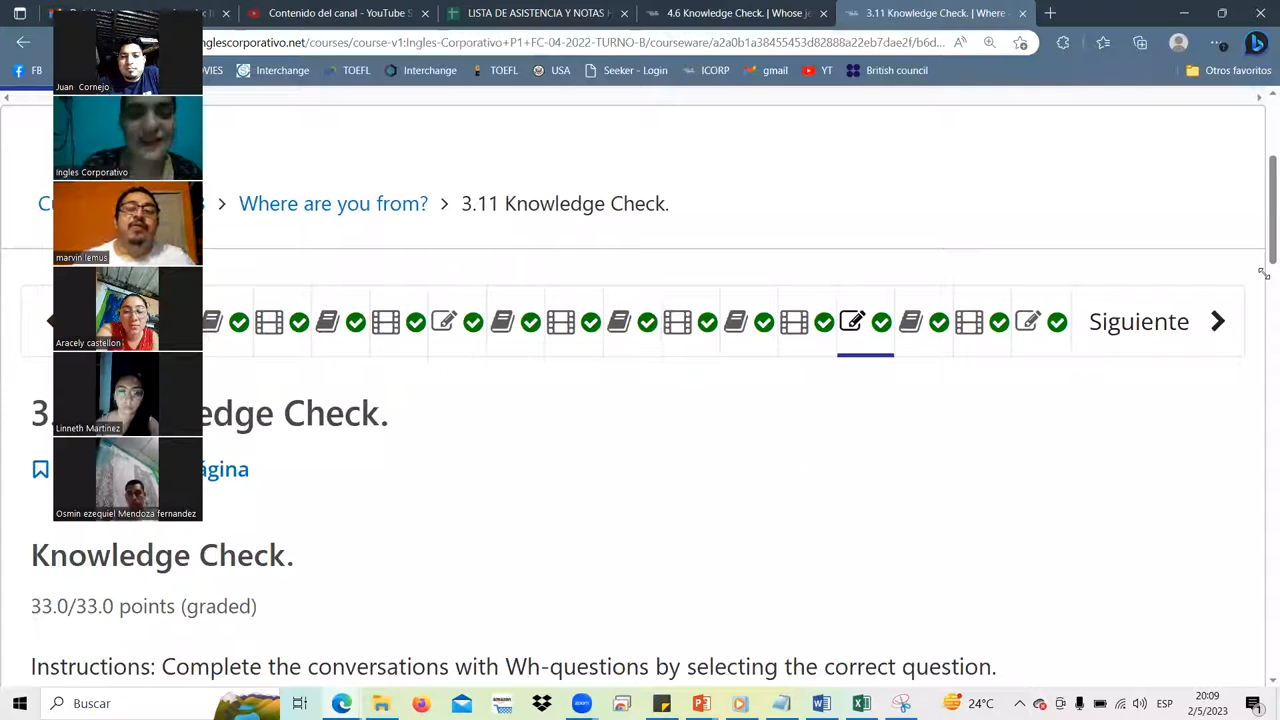 Contenido del canal - YouTube S
LISTA DE ASISTENCIA Y NOTAS H
4.6 Knowledge Check. | Whos
3.11 Knowledge Check. | Where
nglescorporativo.net/courses/course-v1:Ingles-Corporativo+P1+FC-04-2022-TURNO-B/courseware/a2a0b1a38455453d82888a22eb7dae2f/b6d...
FB
OVIES
Interchange
TOEFL
Interchange
TOEFL
USA
Seeker - Login
ICORP
gmail
YT
British council
Otros favoritos
Juan Cornejo
Ingles Corporativo
marvin lemus
Aracely castellon
Linneth Martinez
Osmin ezequiel Mendoza fernandez
Where are you from?
3.11 Knowledge Check.
Siguiente
3. edge Check.
ágina
Knowledge Check.
33.0/33.0 points (graded)
Instructions: Complete the conversations with Wh-questions by selecting the correct question.
Buscar
24°C
ESP
20:09
2/5/2023